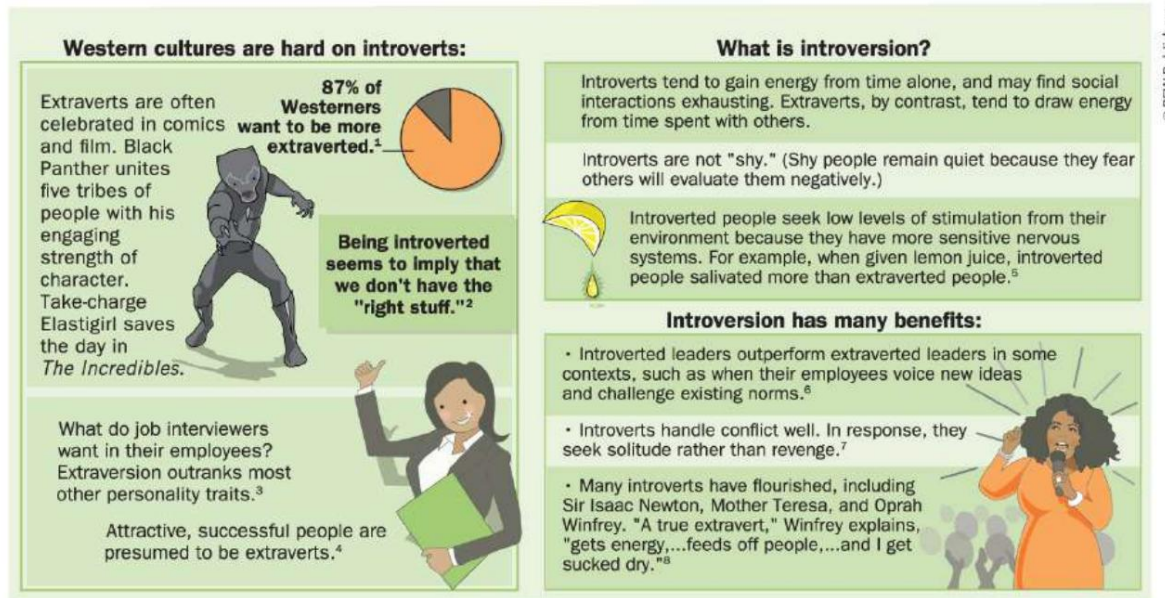 Western cultures are hard on introverts:
Extraverts are often
celebrated in comics
and film. Black
Panther unites
five tribes of
people with his
engaging
strength of
character.
Take-charge
Elastigirl saves
the day in
The Incredibles.
87% of
Westerners
want to be more
extraverted.1
Being introverted
seems to imply that
we don't have the
"right stuff."2
What do job interviewers
want in their employees?
Extraversion outranks most
other personality traits.3
Attractive, successful people are
presumed to be extraverts.4
What is introversion?
Introverts tend to gain energy from time alone, and may find social
interactions exhausting. Extraverts, by contrast, tend to draw energy
from time spent with others.
Introverts are not "shy." (Shy people remain quiet because they fear
others will evaluate them negatively.)
Introverted people seek low levels of stimulation from their
environment because they have more sensitive nervous
systems. For example, when given lemon juice, introverted
people salivated more than extraverted people.5
Introversion has many benefits:
• Introverted leaders outperform extraverted leaders in some
contexts, such as when their employees voice new ideas
and challenge existing norms.6
• Introverts handle conflict well. In response, they
seek solitude rather than revenge.7
• Many introverts have flourished, including
Sir Isaac Newton, Mother Teresa, and Oprah
Winfrey. "A true extravert," Winfrey explains,
"gets energy,...feeds off people,...and I get
sucked dry."8